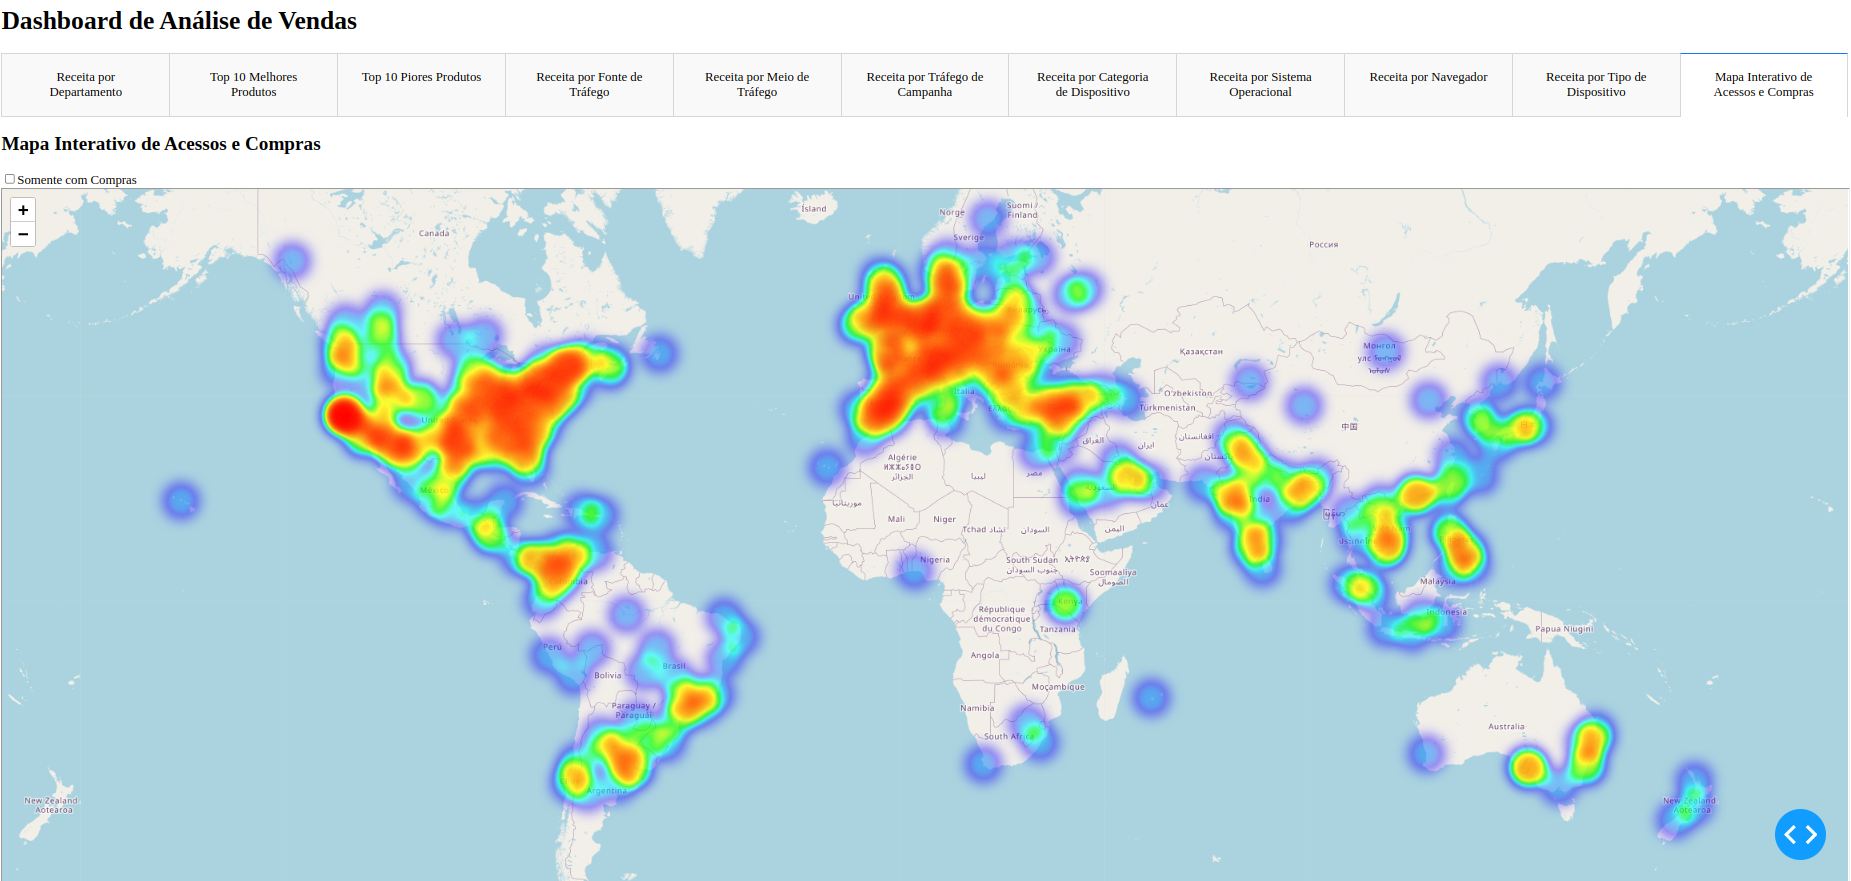 Dashboard de Análise de Vendas
Receita por
Departamento
Top 10 Melhores
Produtos
Top 10 Piores Produtos
Receita por Fonte de
Tráfego
Receita por Meio de
Tráfego
Receita por Tráfego de
Campanha
Receita por Categoria
de Dispositivo
Receita por Sistema
Operacional
Receita por Navegador
Receita por Tipo de
Dispositivo
Mapa Interativo de
Acessos e Compras
Mapa Interativo de Acessos e Compras
Somente com Compras
+
−
Ísland
Norge
Suomi /
Finland
Sverige
Canada
Россия
Україна
Монгол
улс
Қазақстан
O'zbekiston
Türkmenistan
Italia
中国
العراق
ایران
Algérie
ⵍⵣⵣⴰⵢⴻⵔ
الجزائر
ليبيا
مصر
السعودية
عمان
México
موريتانيا
India
Mali
Niger
Tchad تشاد
السودان
اليمن
Nigeria
South Sudan
جنوب السودان
Soomaaliya
الصومال
Malaysia
Kenya
République
démocratique
du Congo
Tanzania
Indonesia
Papua Niugini
Perú
Brasil
Angola
Bolivia
Moçambique
Paraguay /
Paraguái
Namibia
South Africa
Australia
Argentina
New Zealand
Aotearoa
New Zealand
Aotearoa